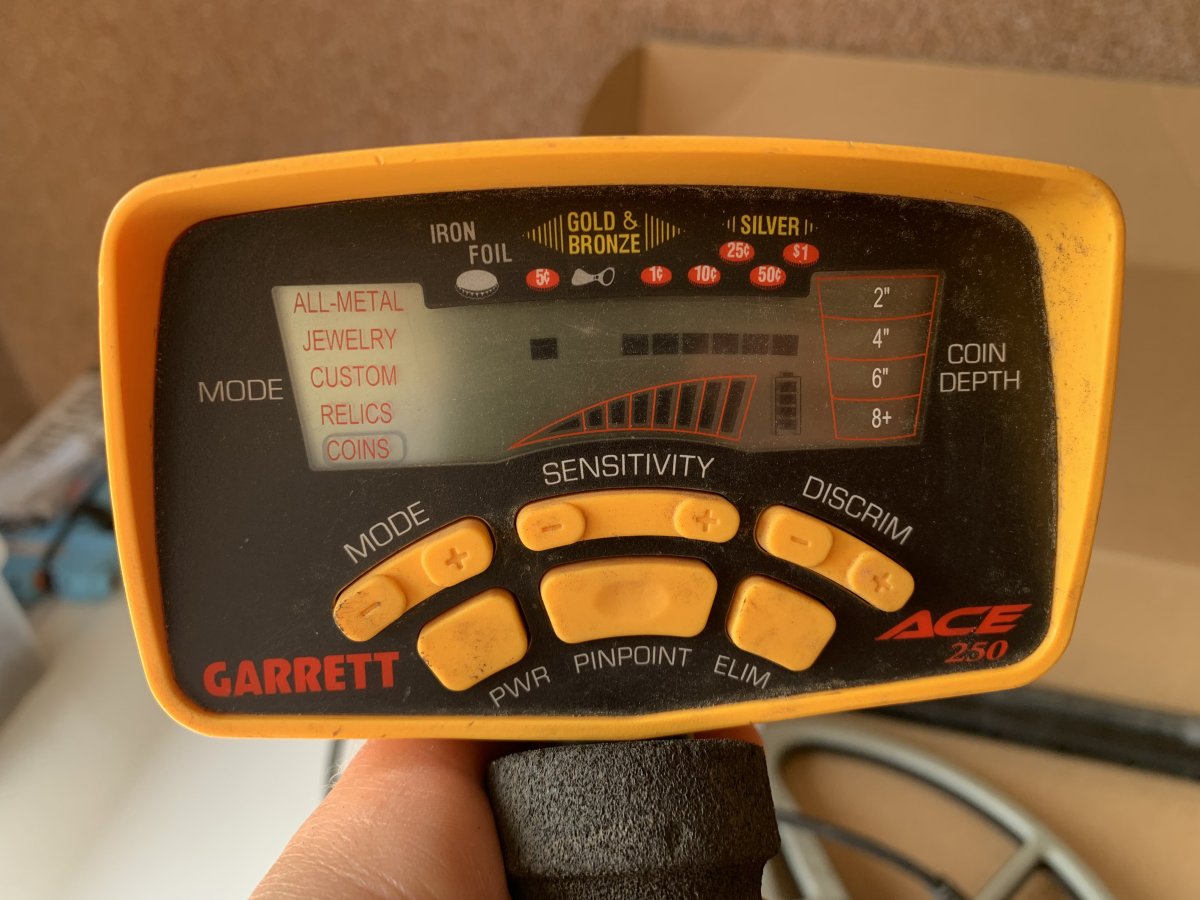 IRON
FOIL
GOLD &
BRONZE
SILVER
25¢
$1
5¢
1¢
10¢
50¢
MODE
ALL-METAL
JEWELRY
CUSTOM
RELICS
COINS
2"
4"
6"
8+
COIN
DEPTH
SENSITIVITY
MODE
DISCRIM
-
+
-
+
-
+
PWR
PINPOINT
ELIM
GARRETT
ACE
250